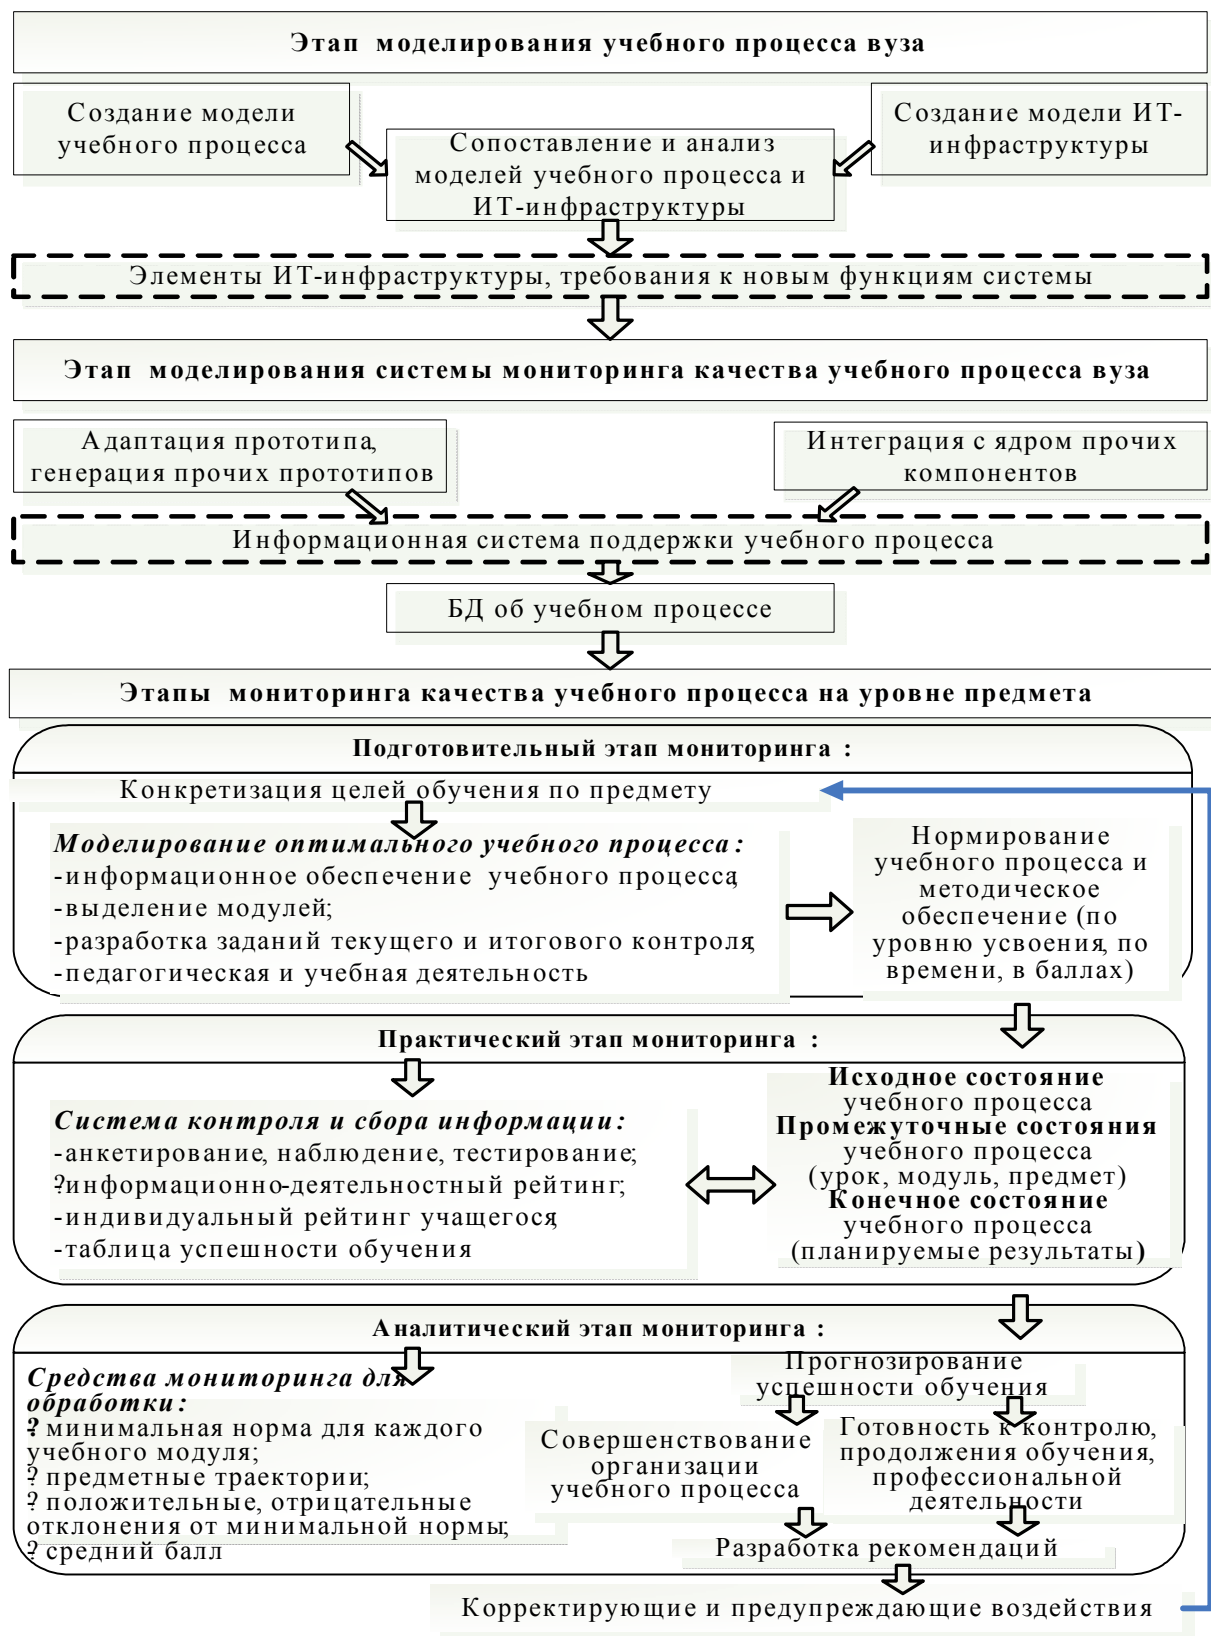 Этап моделирования учебного процесса вуза
Создание модели
учебного процесса
Создание модели ИТ-
инфраструктуры
Сопоставление и анализ
моделей учебного процесса и
ИТ-инфраструктуры
Элементы ИТ-инфраструктуры, требования к новым функциям системы
Этап моделирования системы мониторинга качества учебного процесса вуза
Адаптация прототипа,
генерация прочих прототипов
Интеграция с ядром прочих
компонентов
Информационная система поддержки учебного процесса
БД об учебном процессе
Этапы мониторинга качества учебного процесса на уровне предмета
Подготовительный этап мониторинга :
Конкретизация целей обучения по предмету
Моделирование оптимального учебного процесса:
-информационное обеспечение учебного процесса;
-выделение модулей;
-разработка заданий текущего и итогового контроля;
-педагогическая и учебная деятельность
Нормирование
учебного процесса и
методическое
обеспечение (по
уровню усвоения, по
времени, в баллах)
Практический этап мониторинга :
Система контроля и сбора информации:
-анкетирование, наблюдение, тестирование;
?информационно-деятельностный рейтинг;
-индивидуальный рейтинг учащегося;
-таблица успешности обучения
Исходное состояние
учебного процесса
Промежуточные состояния
учебного процесса
(урок, модуль, предмет)
Конечное состояние
учебного процесса
(планируемые результаты)
Аналитический этап мониторинга :
Средства мониторинга для
обработки:
? минимальная норма для каждого
учебного модуля;
? предметные траектории;
? положительные, отрицательные
отклонения от минимальной нормы;
? средний балл
Прогнозирование
успешности обучения
Совершенствование
организации
учебного процесса
Готовность к контролю,
продолжения обучения,
профессиональной
деятельности
Разработка рекомендаций
Корректирующие и предупреждающие воздействия